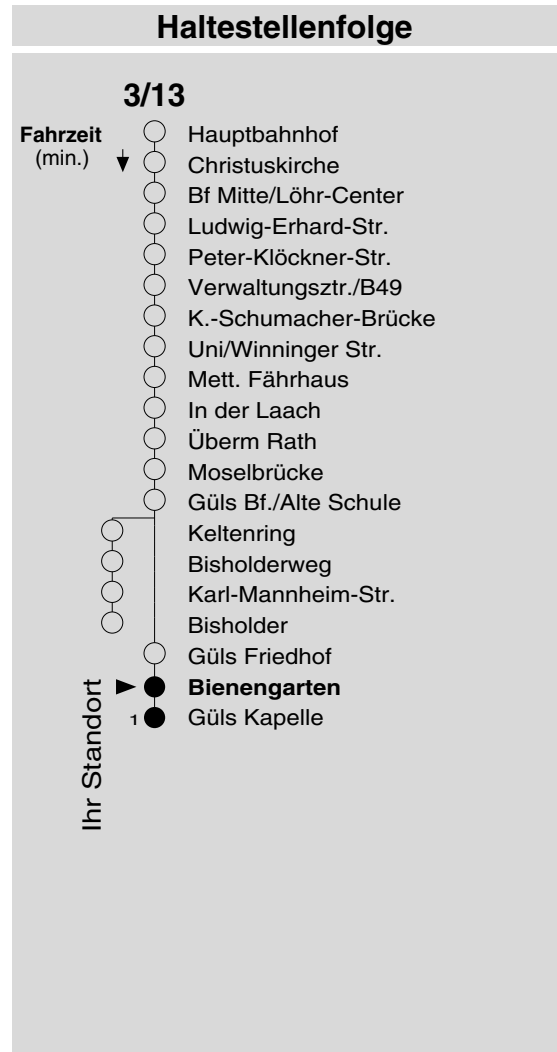 Haltestellenfolge
3/13
Fahrzeit
(min.)
Hauptbahnhof
Christuskirche
Bf Mitte/Löhr-Center
Ludwig-Erhard-Str.
Peter-Klöckner-Str.
Verwaltungsztr./B49
K.-Schumacher-Brücke
Uni/Winninger Str.
Mett. Fährhaus
In der Laach
Überm Rath
Moselbrücke
Güls Bf./Alte Schule
Keltenring
Bisholderweg
Karl-Mannheim-Str.
Bisholder
Güls Friedhof
Bienengarten
1 Güls Kapelle
Ihr Standort